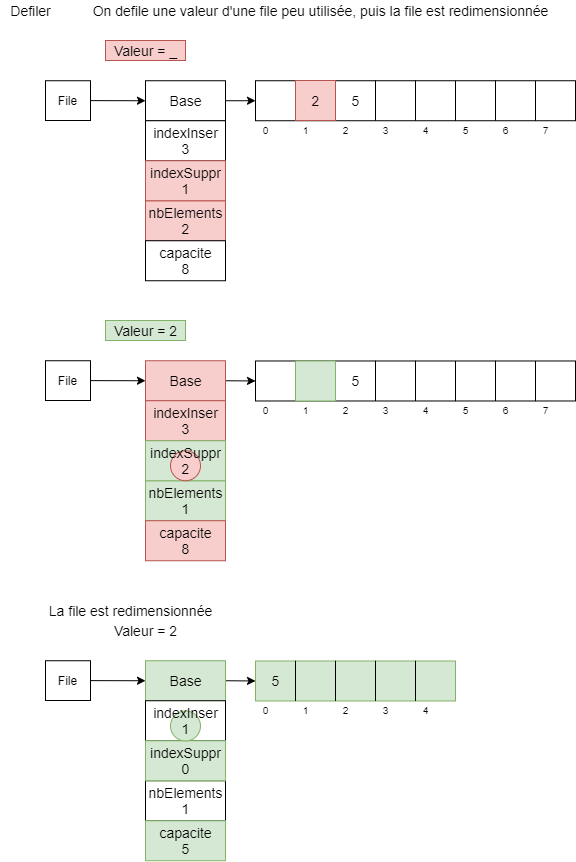 Defiler On defile une valeur d'une file peu utilisée, puis la file est redimensionnée
Valeur = _
File Base 2 5
0 1 2 3 4 5 6 7
indexInser
3
indexSuppr
1
nbElements
2
capacite
8
Valeur = 2
File Base 5
0 1 2 3 4 5 6 7
indexInser
3
indexSuppr
2
nbElements
1
capacite
8
La file est redimensionnée
Valeur = 2
File Base 5
0 1 2 3 4
indexInser
1
indexSuppr
0
nbElements
1
capacite
5